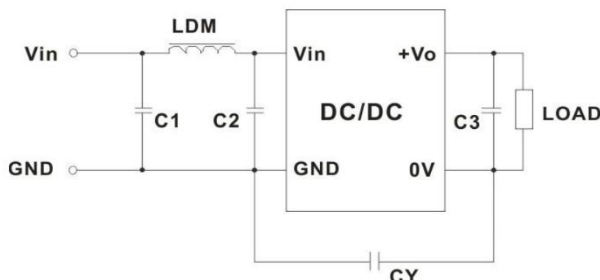 LDM
Vin
Vin
+Vo
C1
C2
DC/DC
C3
LOAD
GND
GND
0V
CY